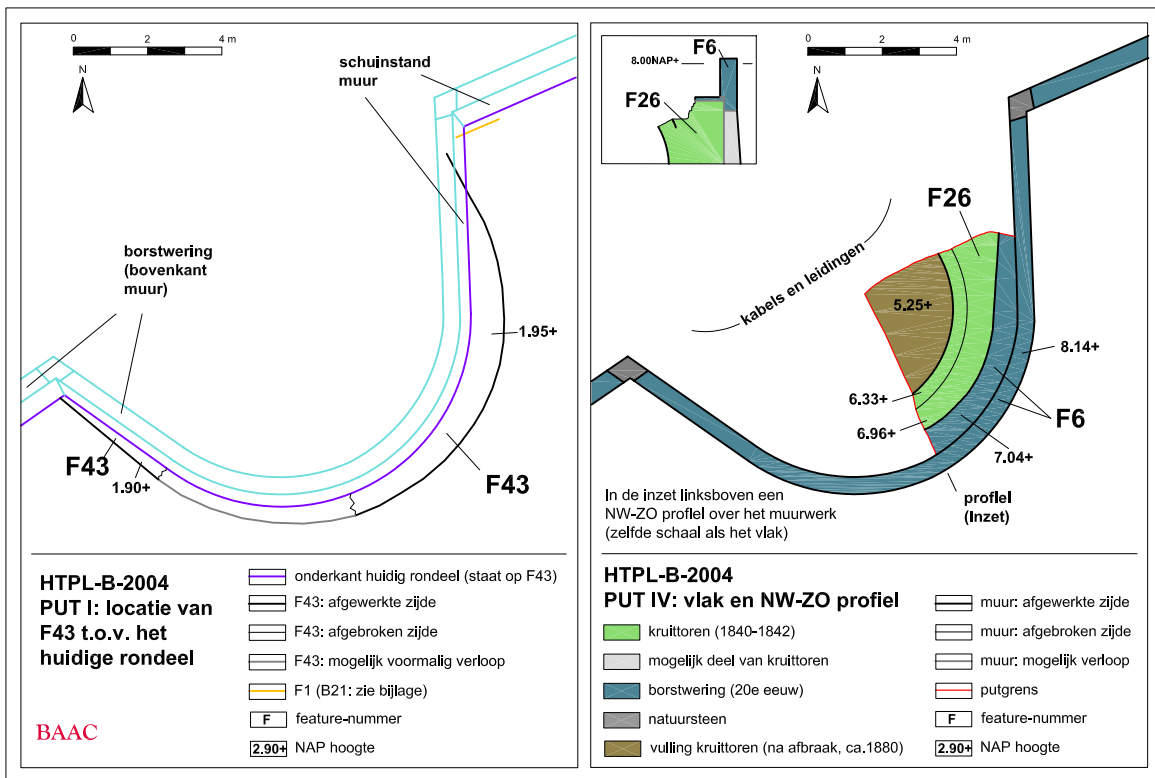 0 2 4 m
N
schuinstand
muur
borstwering
(bovenkant
muur)
1.95+
F43
1.90+
F43
HTPL-B-2004
PUT I: locatie van
F43 t.o.v. het
huidige rondeel
BAAC
onderkant huidig rondeel (staat op F43)
F43: afgewerkte zijde
F43: afgebroken zijde
F43: mogelijk voormalig verloop
F1 (B21: zie bijlage)
F feature-nummer
2.90+ NAP hoogte
F6
8.00NAP+
F26
0 2 4 m
N
F26
kabels en leidingen
5.25+
8.14+
6.33+
6.96+
F6
7.04+
profiel
(Inzet)
In de inzet linksboven een
NW-ZO profiel over het muurwerk
(zelfde schaal als het vlak)
HTPL-B-2004
PUT IV: vlak en NW-ZO profiel
kruittoren (1840-1842)
mogelijk deel van kruittoren
borstwering (20e eeuw)
natuursteen
vulling kruittoren (na afbraak, ca.1880)
muur: afgewerkte zijde
muur: afgebroken zijde
muur: mogelijk verloop
putgrens
F feature-nummer
2.90+ NAP hoogte